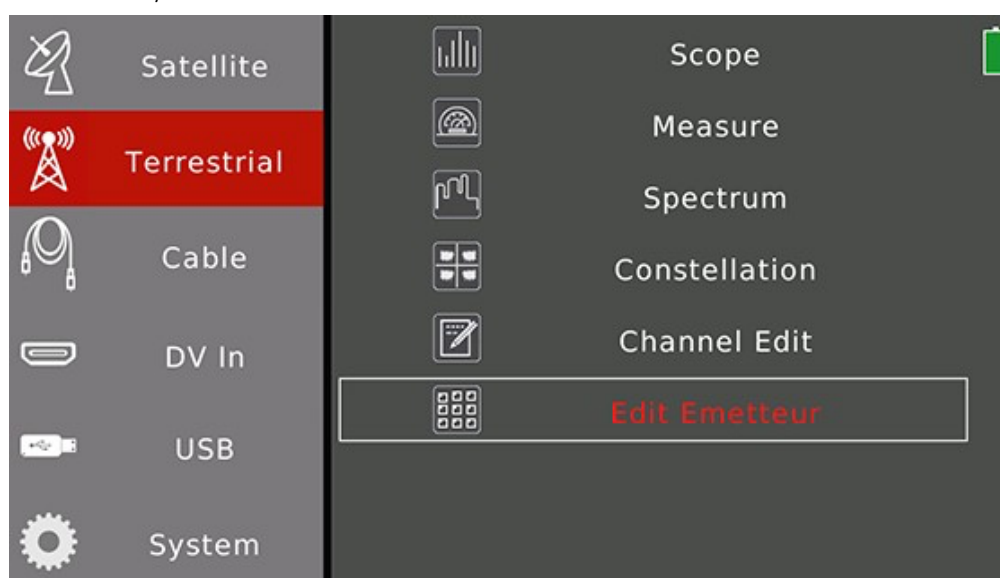 Satellite
Terrestrial
Cable
DV In
USB
System
Scope
Measure
Spectrum
Constellation
Channel Edit
Edit Emetteur